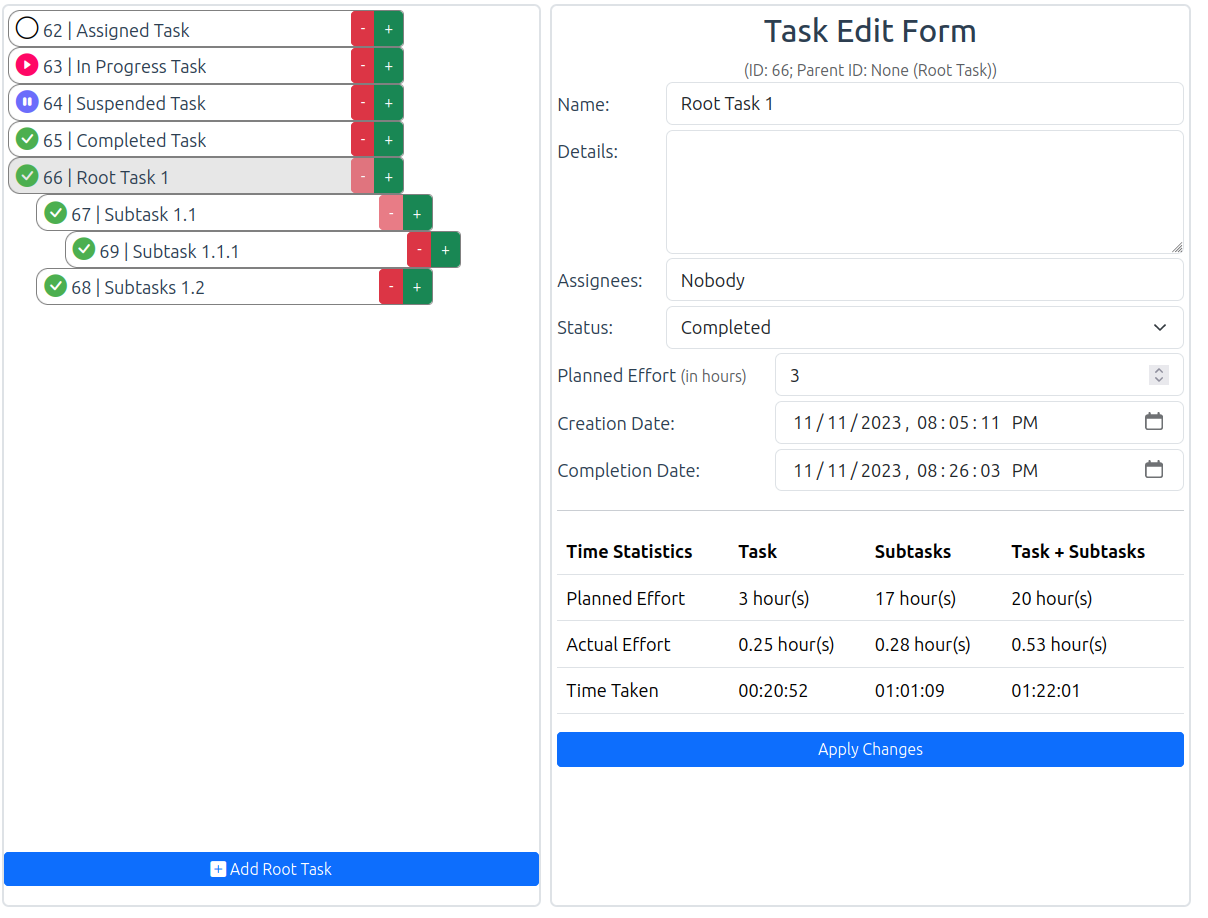 62 | Assigned Task - +
63 | In Progress Task - +
64 | Suspended Task - +
65 | Completed Task - +
66 | Root Task 1 - +
67 | Subtask 1.1 - +
69 | Subtask 1.1.1 - +
68 | Subtasks 1.2 - +
Add Root Task
Task Edit Form
(ID: 66; Parent ID: None (Root Task))
Name: Root Task 1
Details:
Assignees: Nobody
Status: Completed
Planned Effort (in hours) 3
Creation Date: 11/11/2023, 08:05:11 PM
Completion Date: 11/11/2023, 08:26:03 PM
Time Statistics Task Subtasks Task + Subtasks
Planned Effort 3 hour(s) 17 hour(s) 20 hour(s)
Actual Effort 0.25 hour(s) 0.28 hour(s) 0.53 hour(s)
Time Taken 00:20:52 01:01:09 01:22:01
Apply Changes